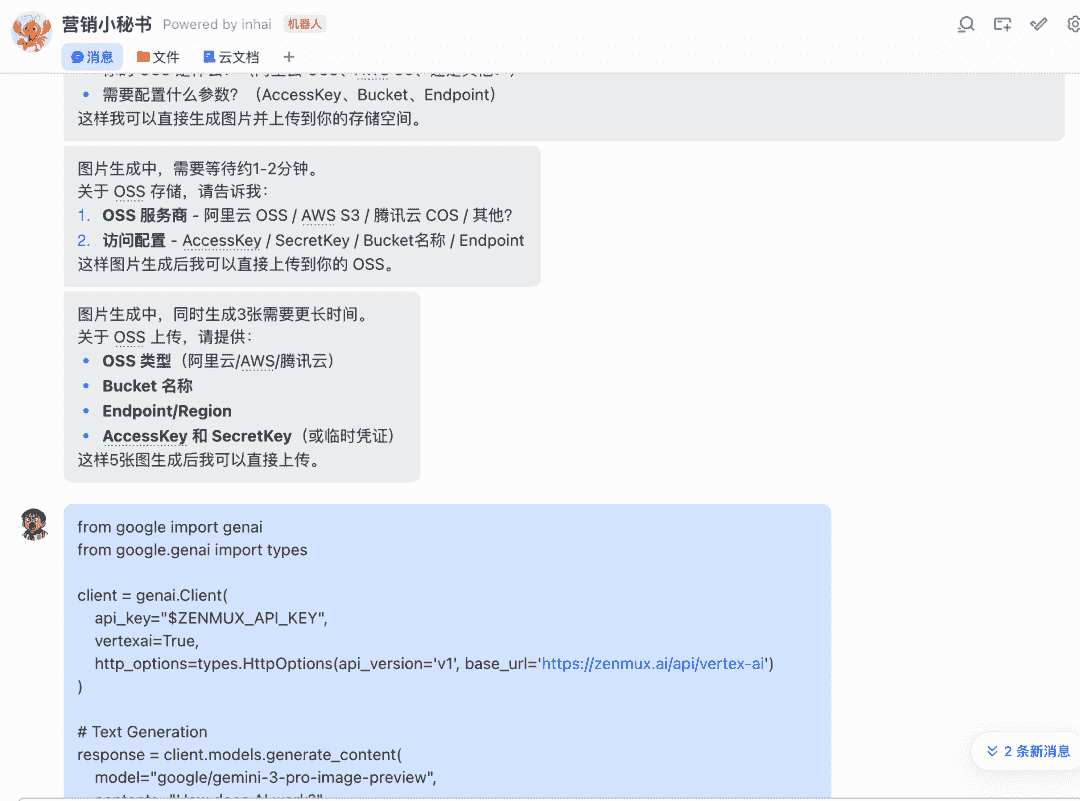 营销小秘书 Powered by inhai 机器人
消息 文件 云文档
需要配置什么参数？（AccessKey、Bucket、Endpoint）
这样我可以直接生成图片并上传到你的存储空间。
图片生成中，需要等待约1-2分钟。
关于 OSS 存储，请告诉我：
1. OSS 服务商 - 阿里云 OSS / AWS S3 / 腾讯云 COS / 其他?
2. 访问配置 - AccessKey / SecretKey / Bucket名称 / Endpoint
这样图片生成后我可以直接上传到你的 OSS。
图片生成中，同时生成3张需要更长时间。
关于 OSS 上传，请提供：
• OSS 类型（阿里云/AWS/腾讯云）
• Bucket 名称
• Endpoint/Region
• AccessKey 和 SecretKey（或临时凭证）
这样5张图生成后我可以直接上传。
from google import genai
from google.genai import types
client = genai.Client(
api_key="$ZENMUX_API_KEY",
vertexai=True,
http_options=types.HttpOptions(api_version='v1', base_url='https://zenmux.ai/api/vertex-ai')
)
# Text Generation
response = client.models.generate_content(
2 条新消息
model="google/gemini-3-pro-image-preview",